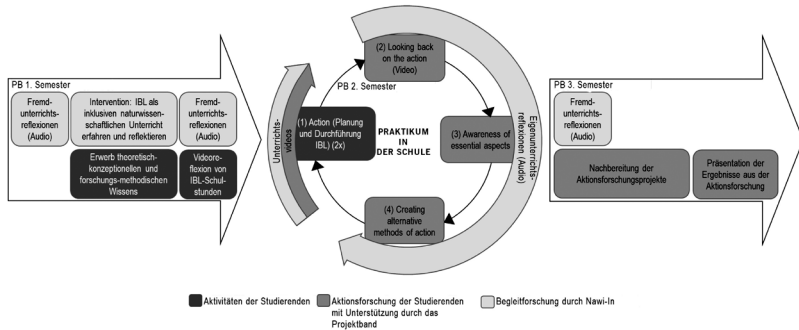 PB 1. Semester
Fremd-
unterrichts-
reflexionen
(Audio)
Intervention: IBL als
inklusiven naturwissen-
schaftlichen Unterricht
erfahren und reflektieren
Fremd-
unterrichts-
reflexionen
(Audio)
Erwerb theoretisch-
konzeptionellen und
forschungs-methodischen
Wissens
Videore-
flexion von
IBL-Schul-
stunden
Unterrichts-
videos
PB 2. Semester
(1) Action (Planung
und Durchführung
IBL) (2x)
(2) Looking back
on the action
(Video)
PRAKTIKUM
IN
DER SCHULE
(3) Awareness of
essential aspects
(4) Creating
alternative
methods of action
Eigenunterrichts-
reflexionen (Audio)
PB 3. Semester
Fremd-
unterrichts-
reflexionen
(Audio)
Nachbereitung der
Aktionsforschungsprojekte
Präsentation der
Ergebnisse aus der
Aktionsforschung
Aktivitäten der Studierenden
Aktionsforschung der Studierenden
mit Unterstützung durch das
Projektband
Begleitforschung durch Nawi-In